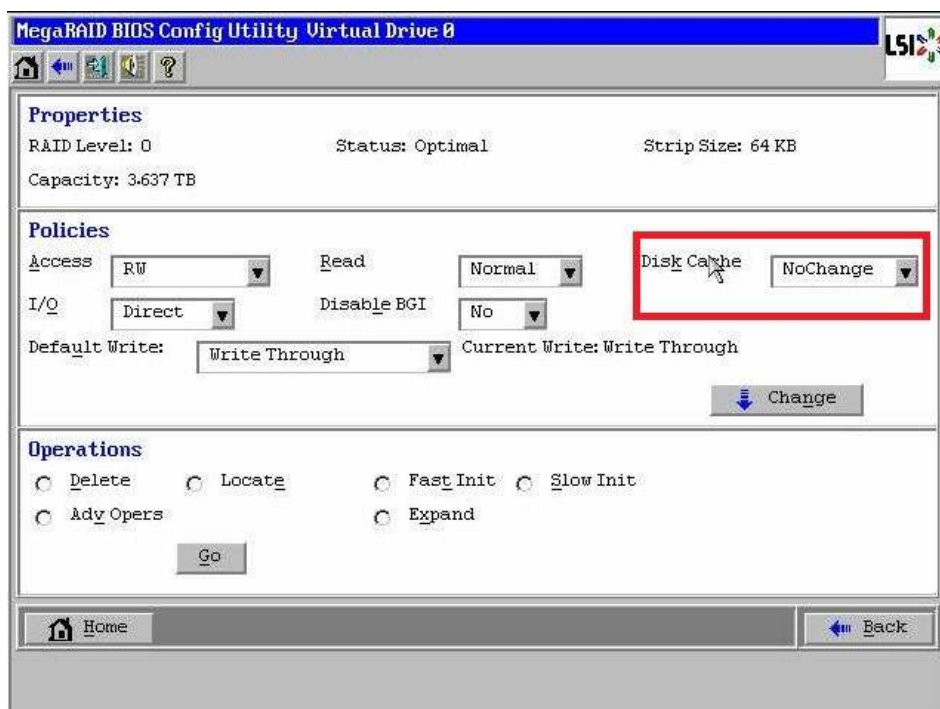 MegaRAID BIOS Config Utility Virtual Drive 0
LSI
Properties
RAID Level: 0 Status: Optimal Strip Size: 64 KB
Capacity: 3.637 TB
Policies
Access RW Read Normal Disk Cache NoChange
I/O Direct Disable BGI No
Default Write: Write Through Current Write: Write Through
Change
Operations
Delete Locate Fast Init Slow Init
Adv Opers Expand
Go
Home Back